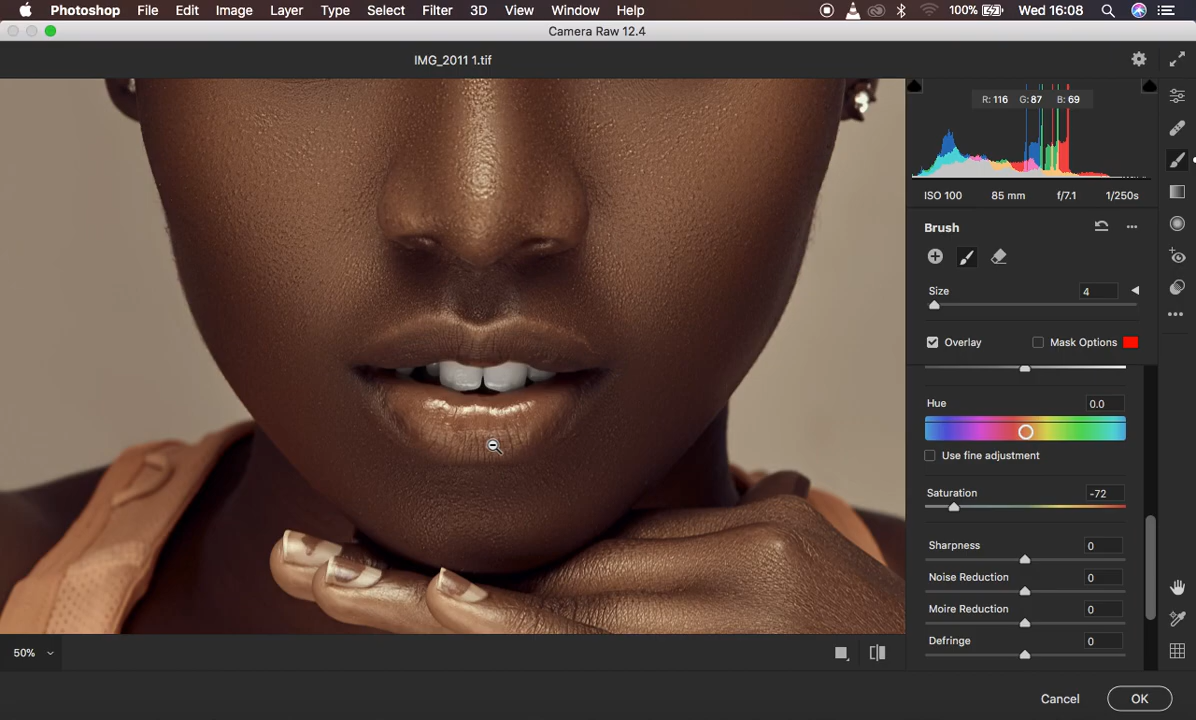 Photoshop File Edit Image Layer Type Select Filter 3D View Window Help 100% Wed 16:08
Camera Raw 12.4
IMG_2011 1.tif
R: 116 G: 87 B: 69
ISO 100 85 mm f/7.1 1/250s
Brush
Size 4
Overlay Mask Options
Hue 0.0
Use fine adjustment
Saturation -72
Sharpness 0
Noise Reduction 0
Moire Reduction 0
Defringe 0
50%
Cancel OK